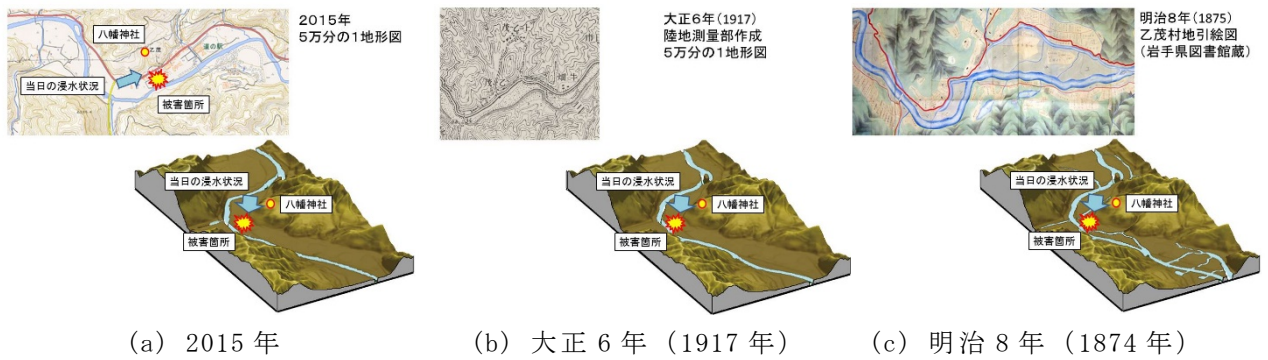 2015年
5万分の1地形図
八幡神社
乙茂
道の駅
当日の浸水状況
被害箇所
当日の浸水状況
八幡神社
被害箇所
(a) 2015年
大正6年(1917)
陸地測量部作成
5万分の1地形図
当日の浸水状況
八幡神社
被害箇所
(b) 大正6年（1917年）
明治8年(1875)
乙茂村地引絵図
(岩手県図書館蔵)
当日の浸水状況
八幡神社
被害箇所
(c) 明治8年（1874年）